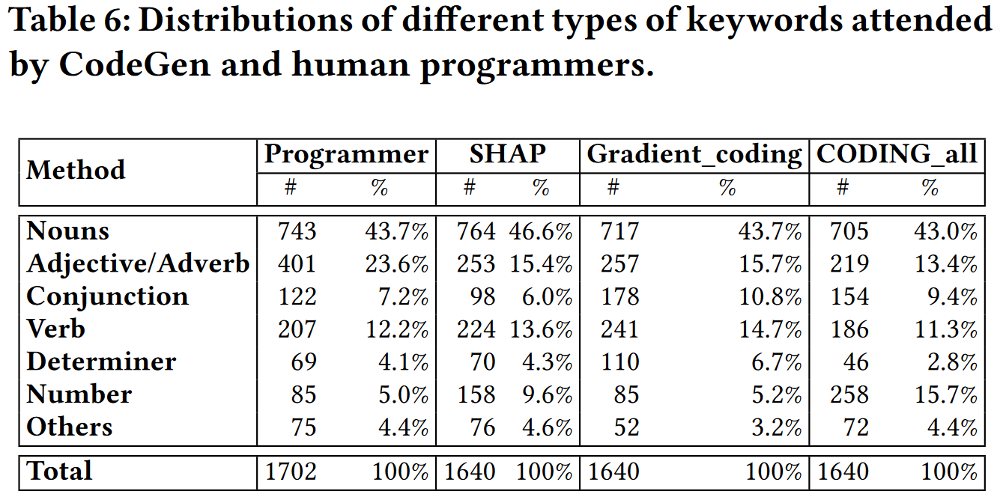 Table 6: Distributions of different types of keywords attended
by CodeGen and human programmers.
Method Programmer SHAP Gradient_coding CODING_all
# % # % # % # %
Nouns 743 43.7% 764 46.6% 717 43.7% 705 43.0%
Adjective/Adverb 401 23.6% 253 15.4% 257 15.7% 219 13.4%
Conjunction 122 7.2% 98 6.0% 178 10.8% 154 9.4%
Verb 207 12.2% 224 13.6% 241 14.7% 186 11.3%
Determiner 69 4.1% 70 4.3% 110 6.7% 46 2.8%
Number 85 5.0% 158 9.6% 85 5.2% 258 15.7%
Others 75 4.4% 76 4.6% 52 3.2% 72 4.4%
Total 1702 100% 1640 100% 1640 100% 1640 100%